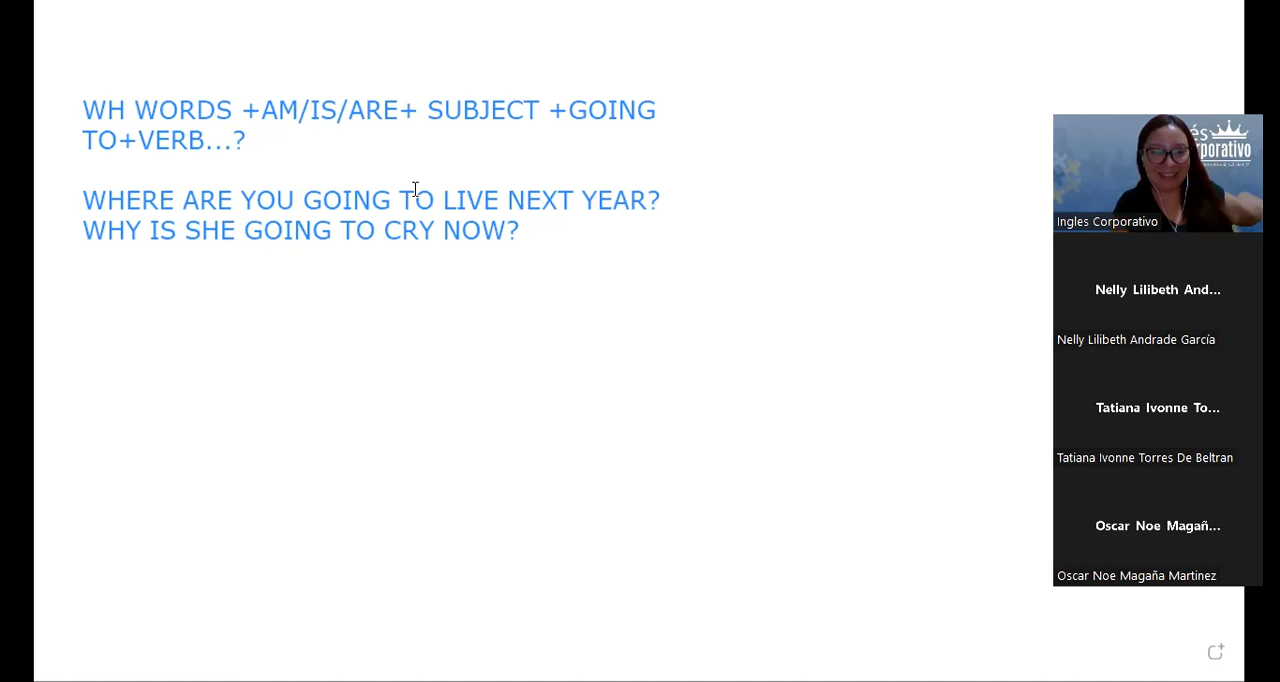 WH WORDS +AM/IS/ARE+ SUBJECT +GOING
TO+VERB...?
WHERE ARE YOU GOING TO LIVE NEXT YEAR?
WHY IS SHE GOING TO CRY NOW?
és
rporativo
Ingles Corporativo
Nelly Lilibeth And...
Nelly Lilibeth Andrade García
Tatiana Ivonne To...
Tatiana Ivonne Torres De Beltran
Oscar Noe Magañ...
Oscar Noe Magaña Martinez